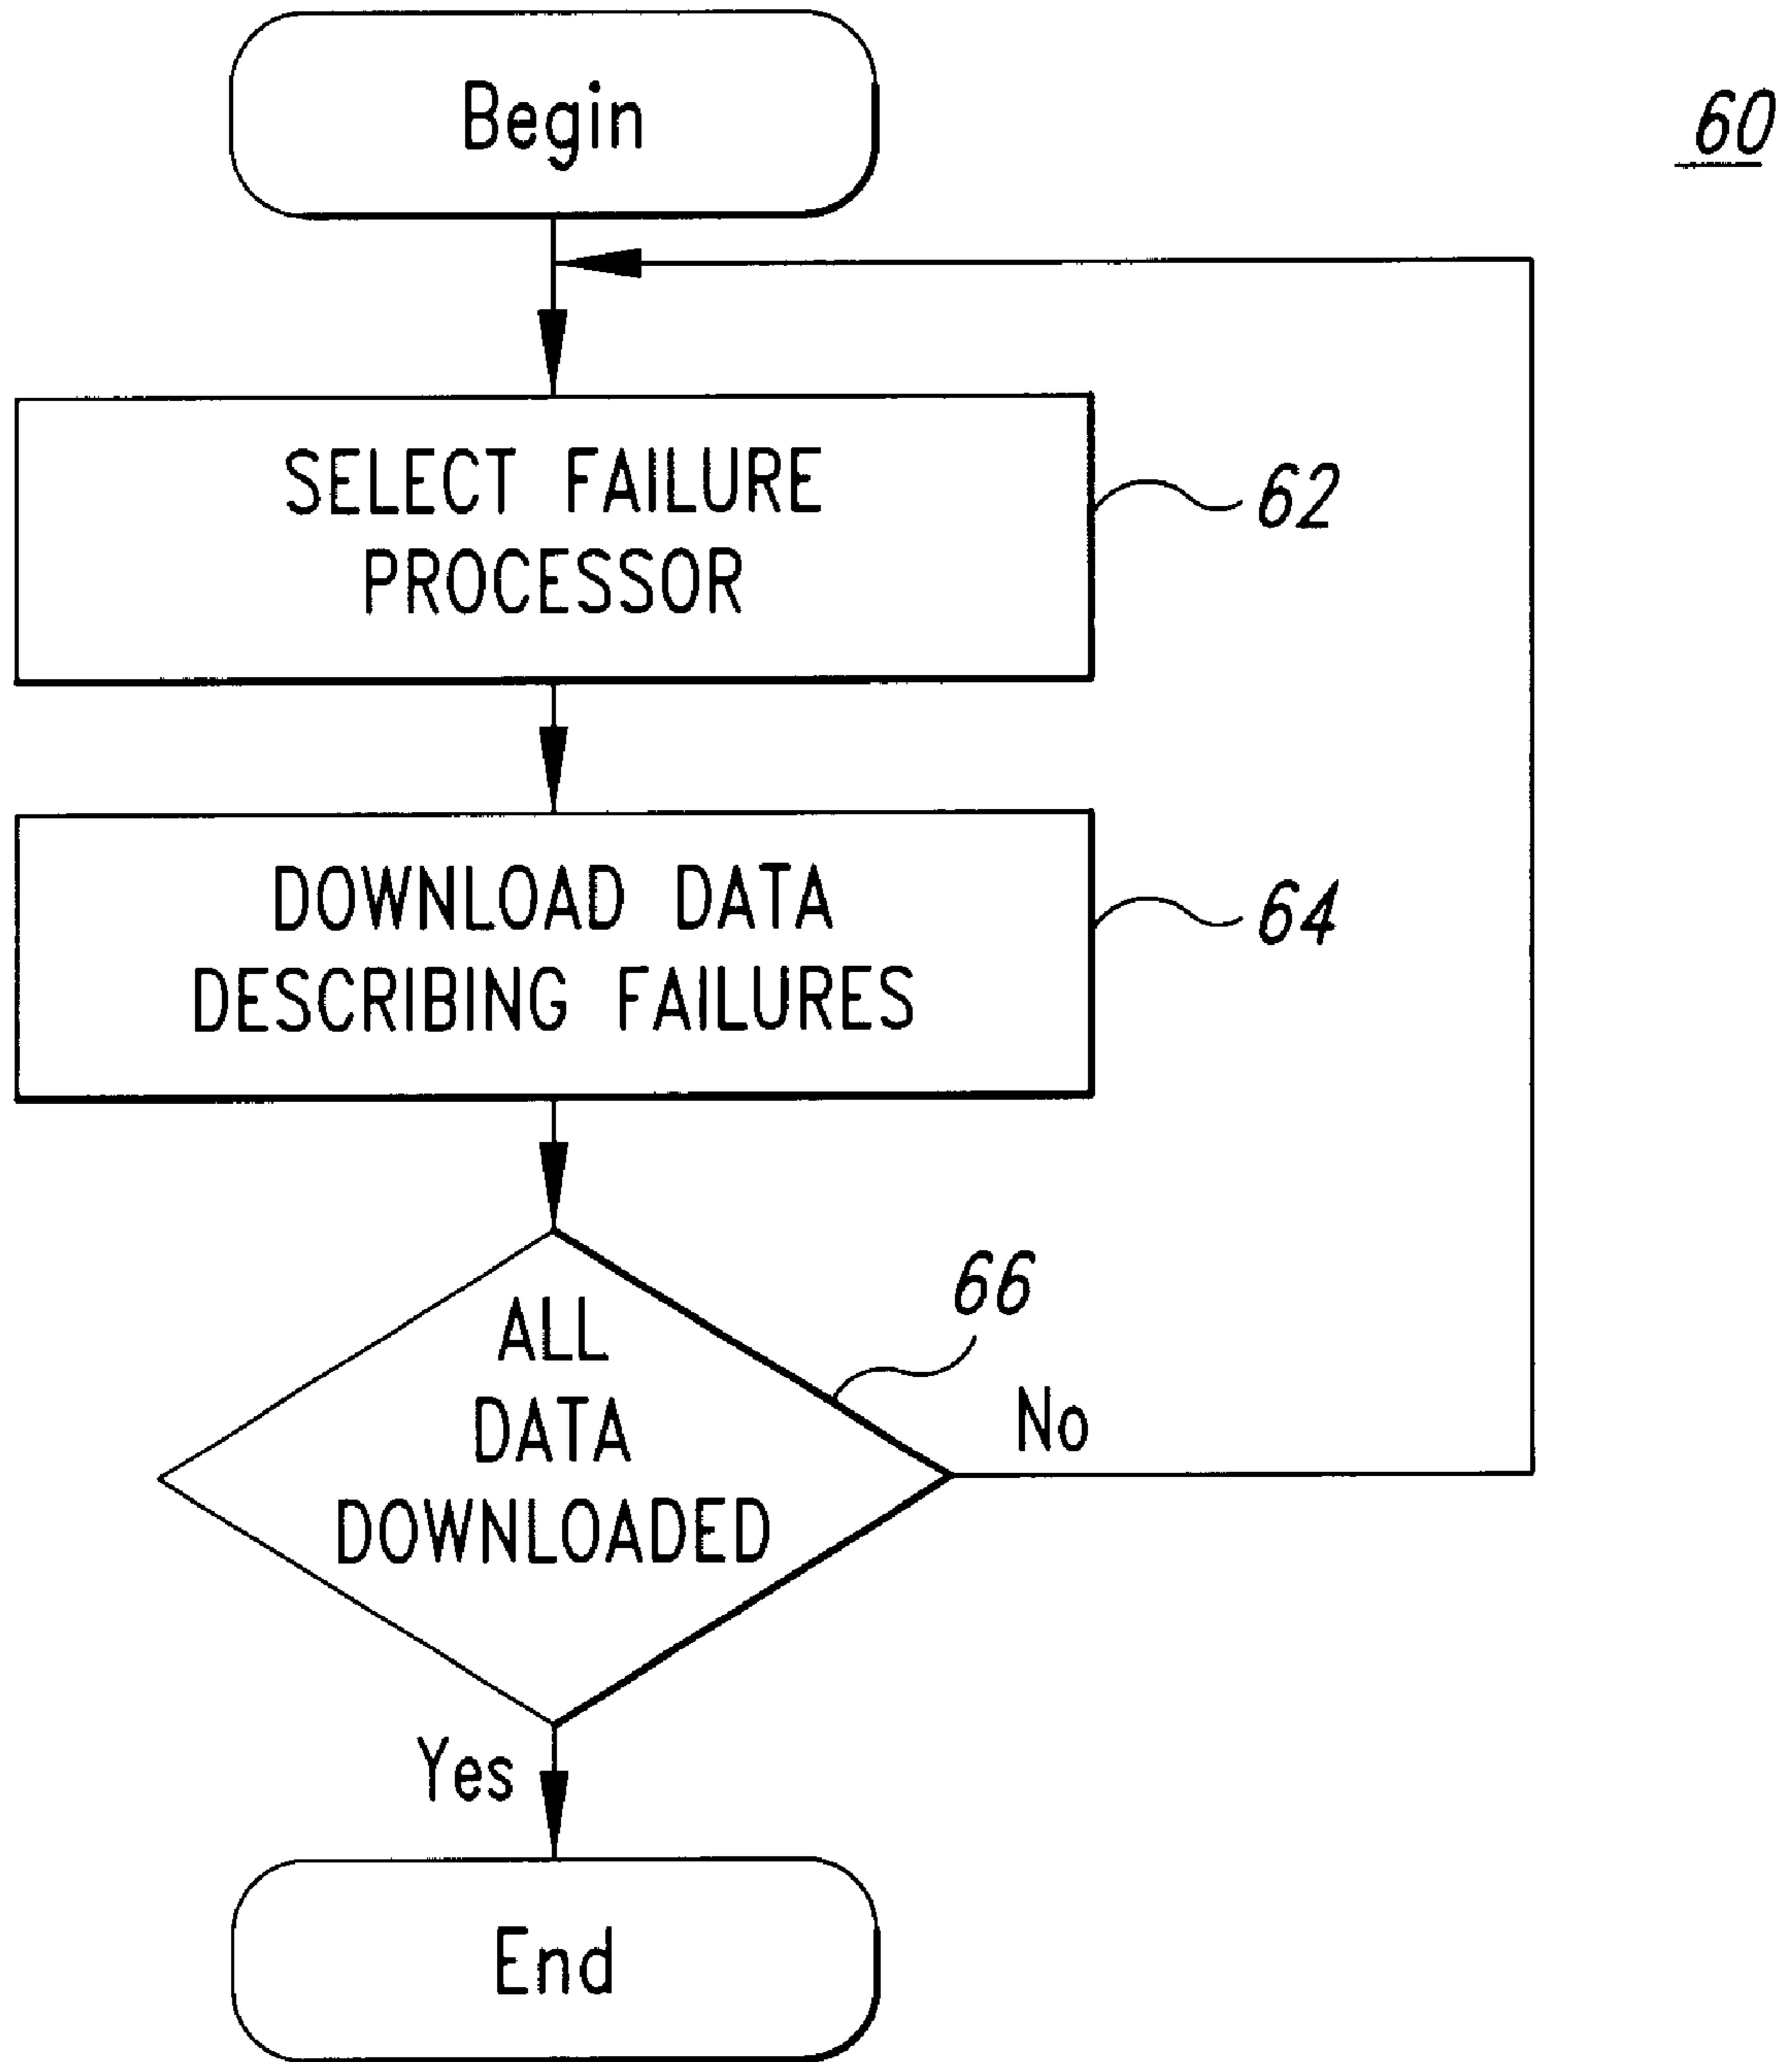 Begin
60
SELECT FAILURE
PROCESSOR
62
DOWNLOAD DATA
DESCRIBING FAILURES
64
66
ALL
DATA
DOWNLOADED
No
Yes
End